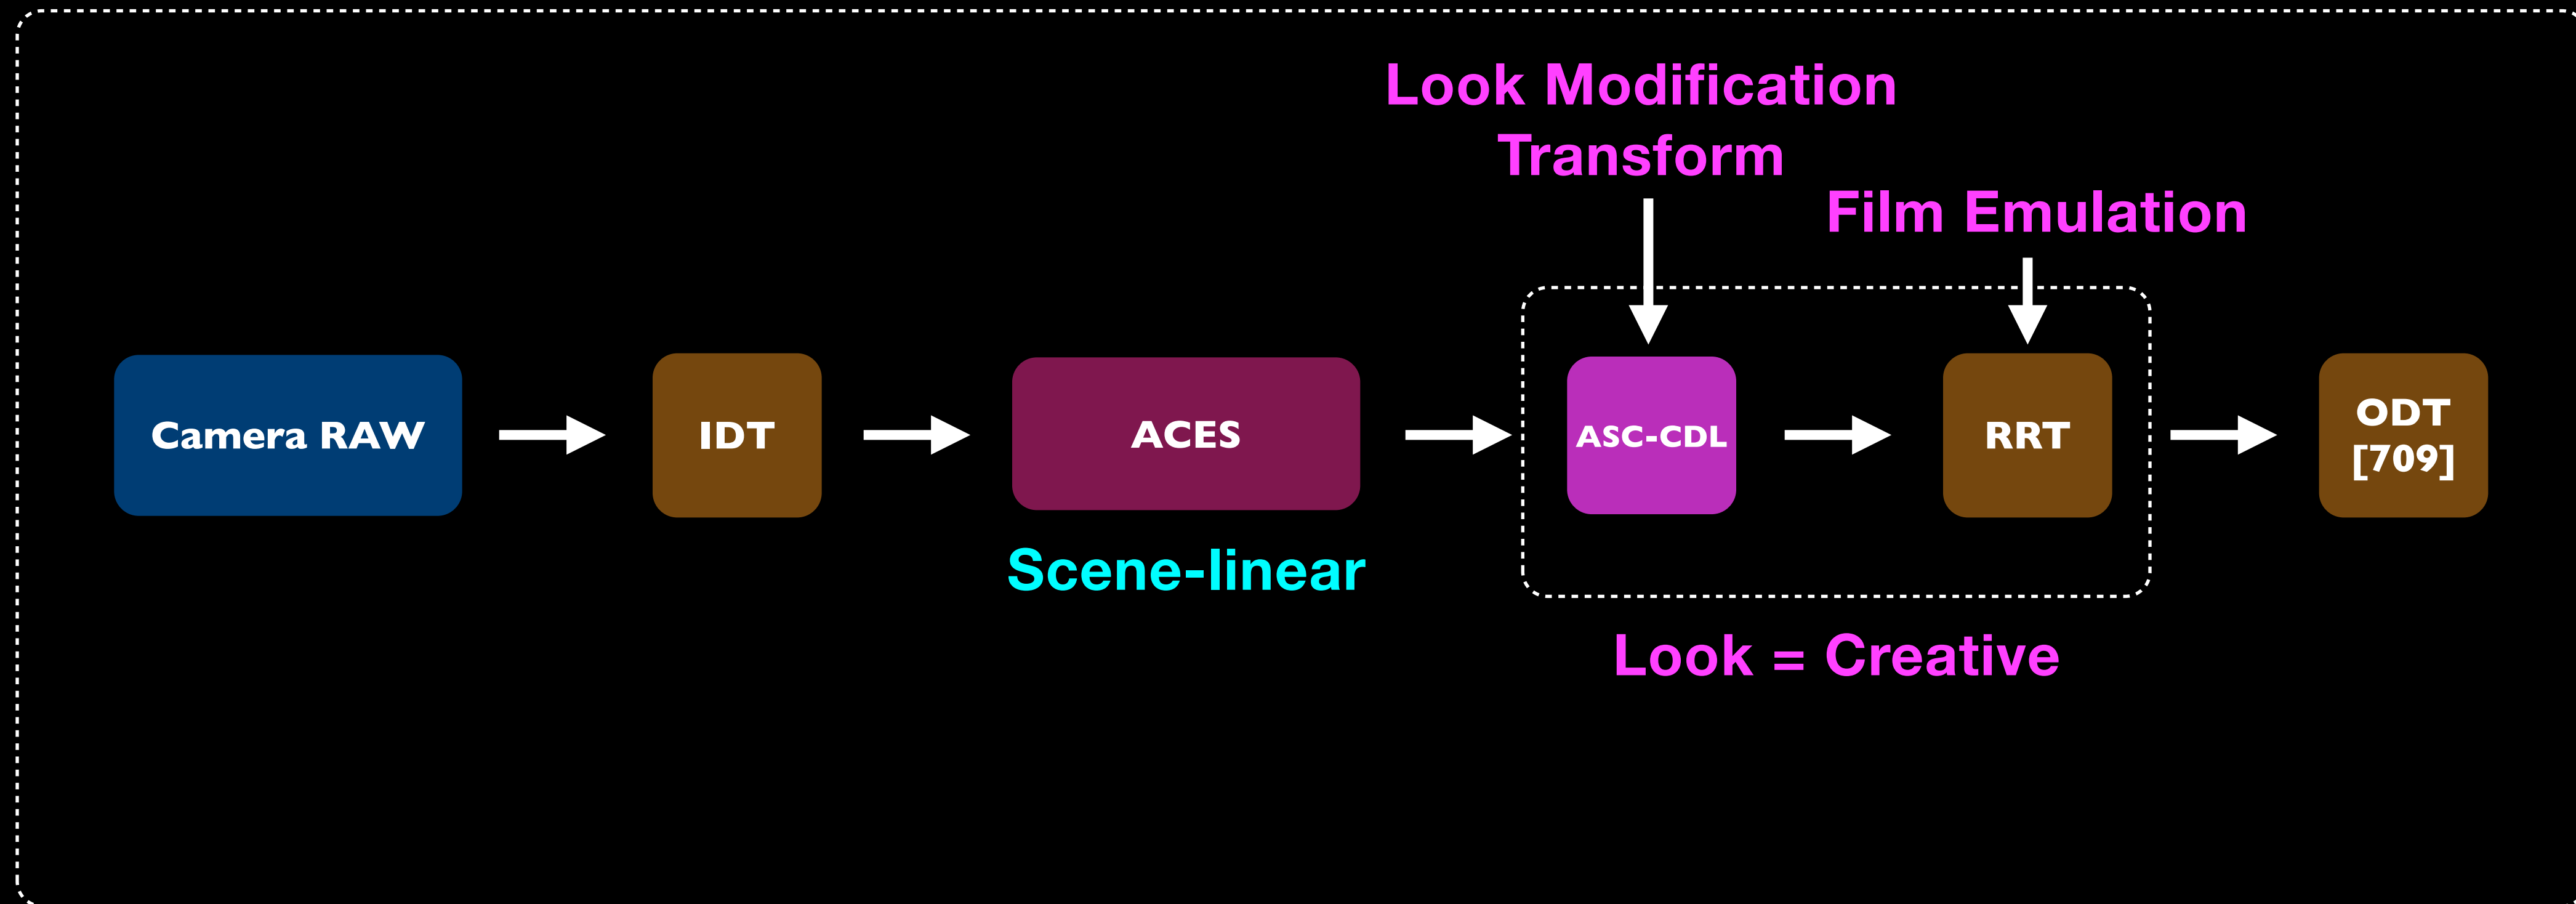 Look Modification
Transform
Film Emulation
Camera RAW
IDT
ACES
ASC-CDL
RRT
ODT
[709]
Scene-linear
Look = Creative